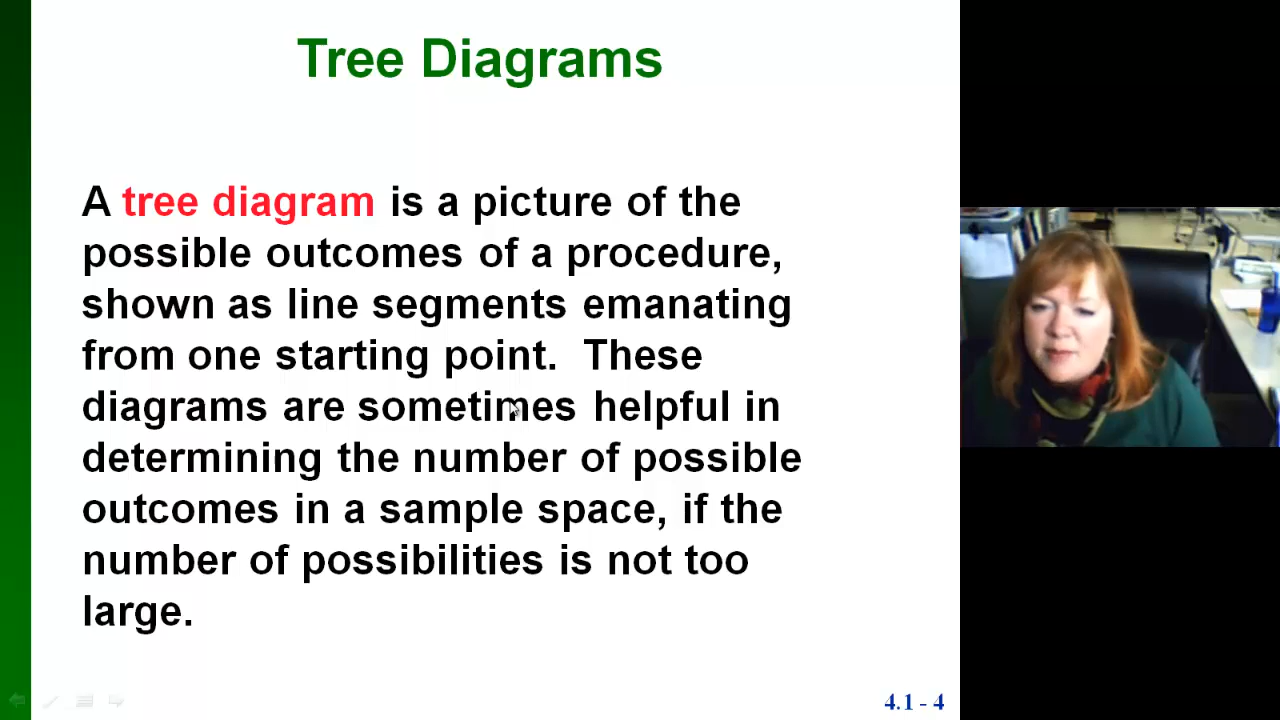 Tree Diagrams
A tree diagram is a picture of the
possible outcomes of a procedure,
shown as line segments emanating
from one starting point.  These
diagrams are sometimes helpful in
determining the number of possible
outcomes in a sample space, if the
number of possibilities is not too
large.
4.1 - 4